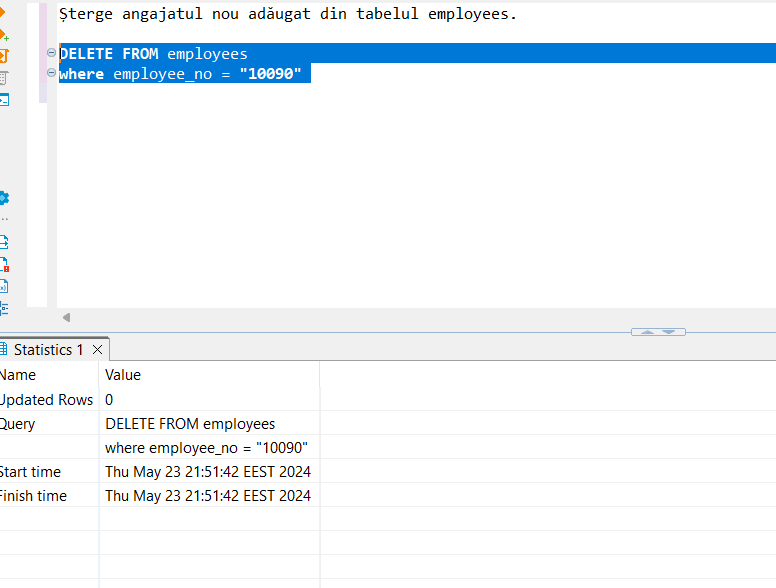 Șterge angajatul nou adăugat din tabelul employees.
DELETE FROM employees
where employee_no = "10090"
Statistics 1
Name Value
Updated Rows 0
Query DELETE FROM employees
where employee_no = "10090"
Start time Thu May 23 21:51:42 EEST 2024
Finish time Thu May 23 21:51:42 EEST 2024